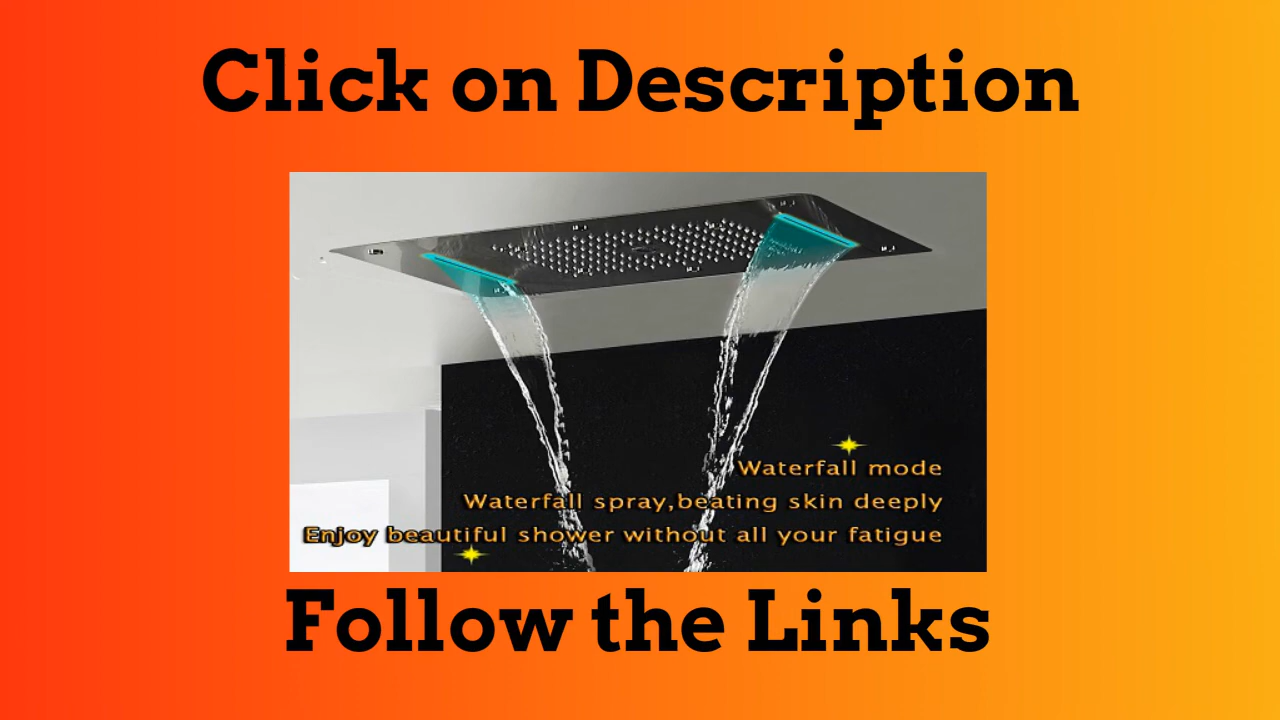 Click on Description
Waterfall mode
Waterfall spray,beating skin deeply
Enjoy beautiful shower without all your fatigue
Follow the Links